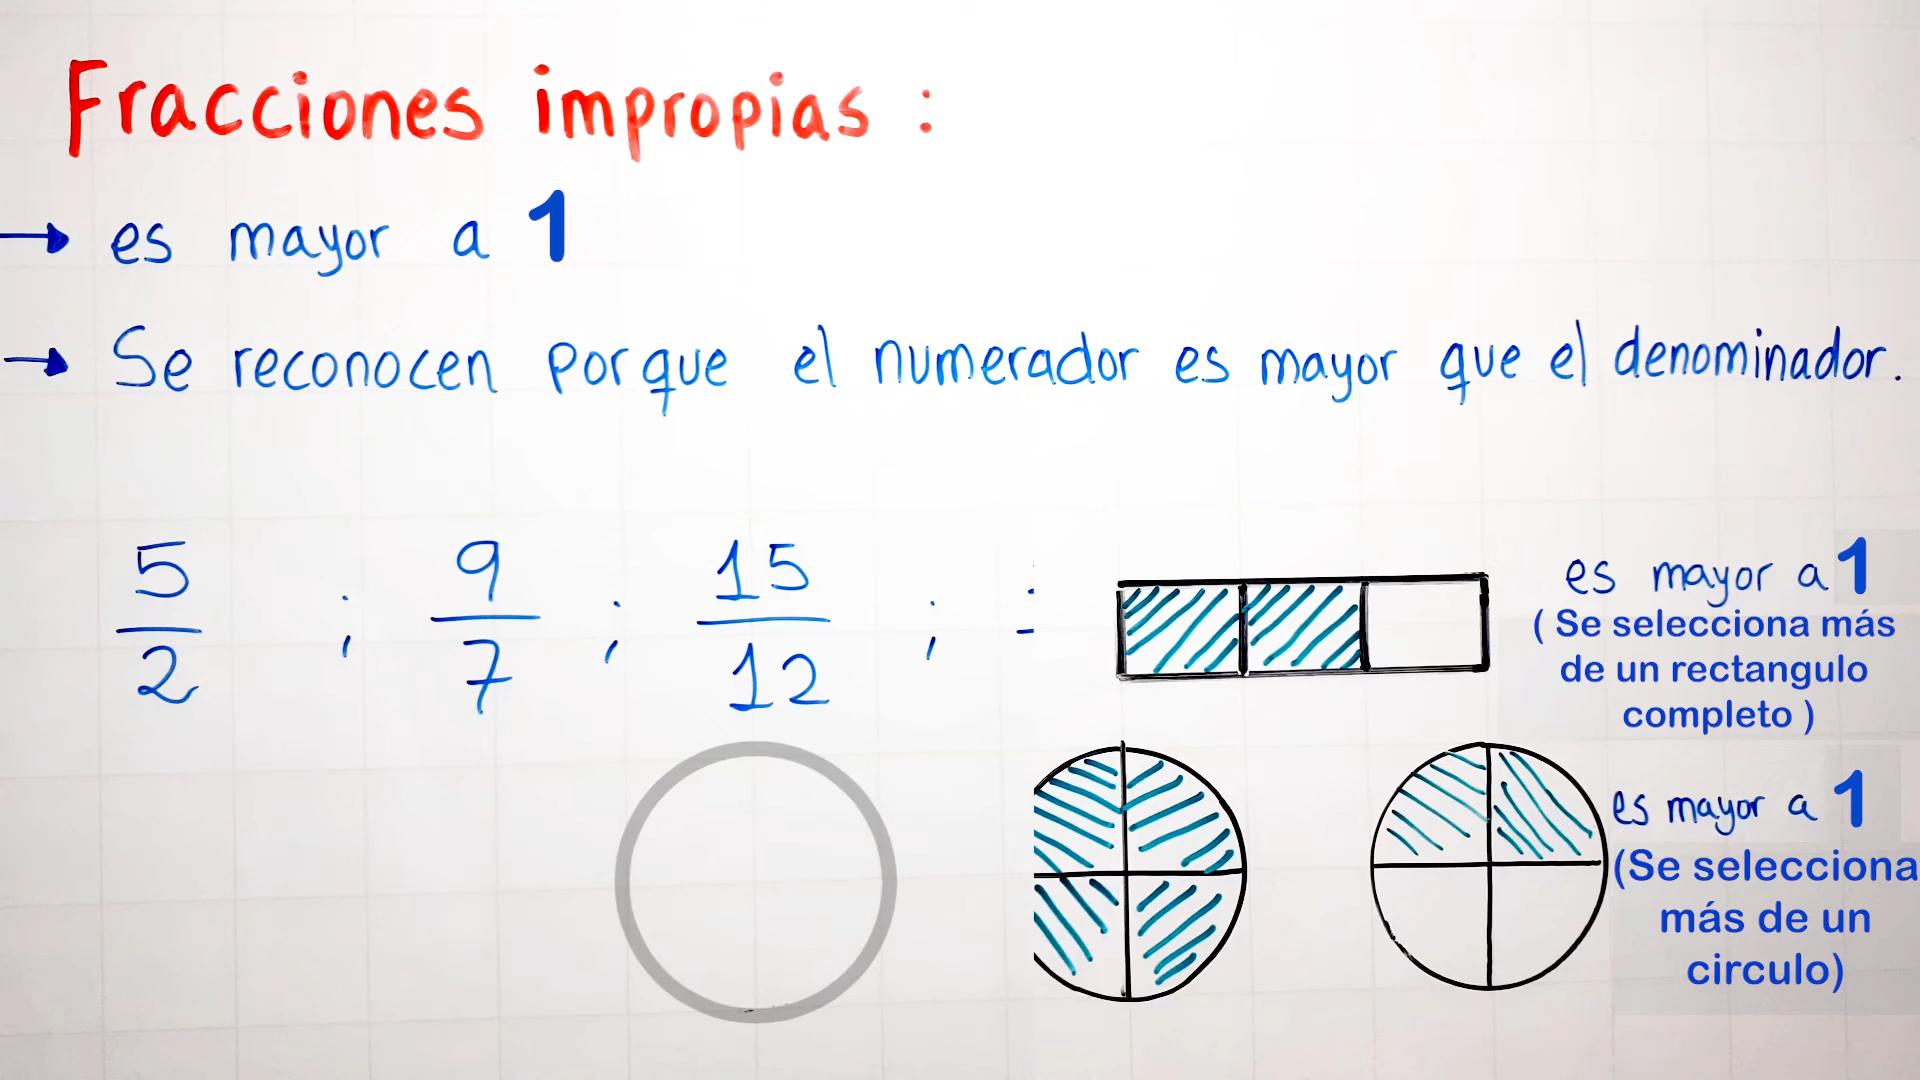 Fracciones impropias :
→ es mayor a 1
→ Se reconocen porque el numerador es mayor que el denominador.
5/2 ; 9/7 ; 15/12 ;
es mayor a 1
( Se selecciona más
de un rectangulo
completo )
es mayor a 1
(Se selecciona
más de un
circulo)